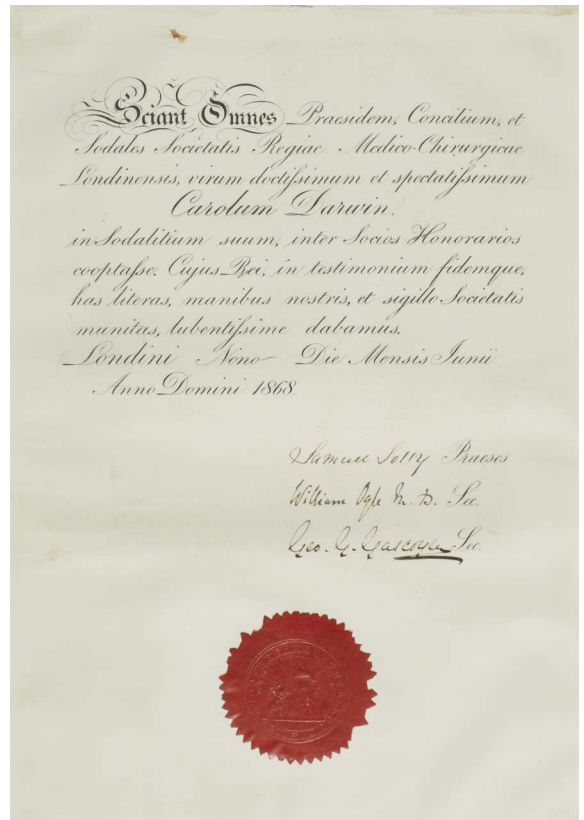 Sciant Omnes Praesidem, Concilium, et
Sodales Societatis Regiae Medico-Chirurgicae
Londinensis, virum doctissimum et spectatissimum
Carolum Darwin.
in Sodalitium suum, inter Socios Honorarios
cooptasse. Cujus Rei, in testimonium fidemque,
has literas, manibus nostris, et sigillo Societatis
munitas, lubentissime dabamus.
Londini Nono Die Mensis Junii
Anno Domini 1868.
Samuel Solly Praeses
William Ogle M. D. Sec.
Geo. G. Gascoyen Sec.